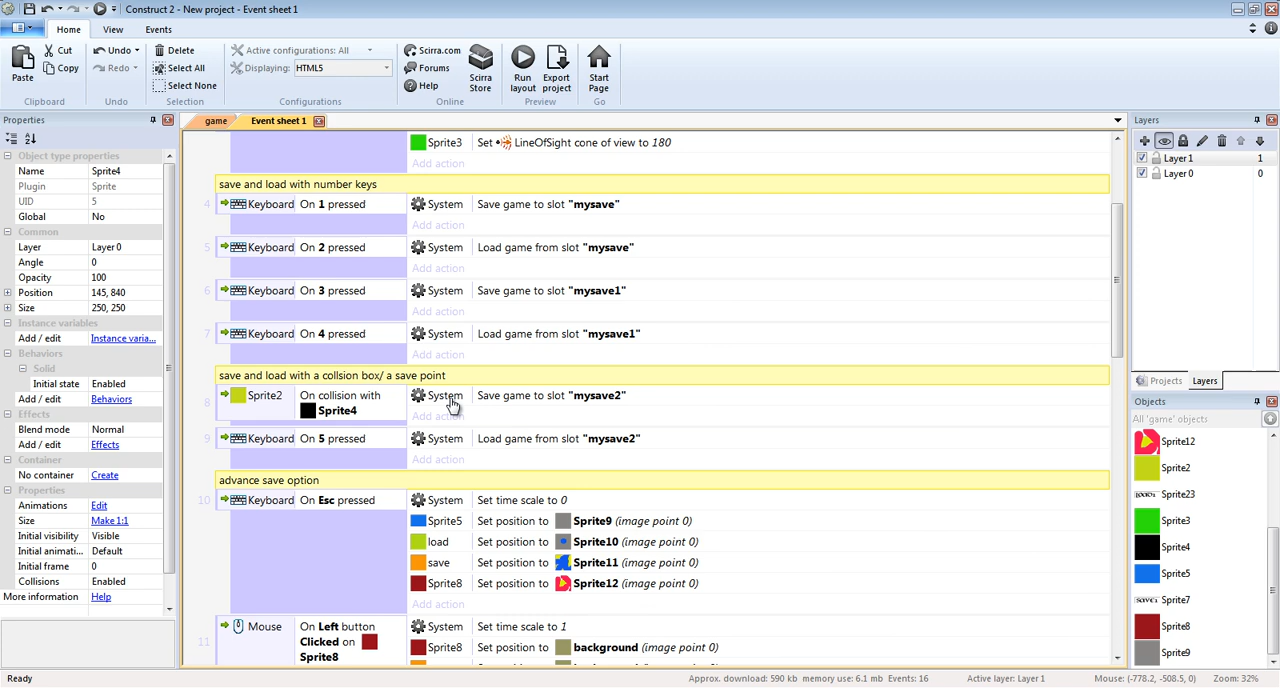 Construct 2 - New project - Event sheet 1
Home View Events
Paste Cut Copy Clipboard
Undo Redo Undo
Delete Select All Select None Selection
Active configurations: All
Displaying: HTML5
Configurations
Scirra.com Forums Help Scirra Store Online
Run layout Export project Preview
Start Page Go
Properties
Object type properties
Name Sprite4
Plugin Sprite
UID 5
Global No
Common
Layer Layer 0
Angle 0
Opacity 100
Position 145, 840
Size 250, 250
Instance variables
Add / edit Instance varia...
Behaviors
Solid
Initial state Enabled
Add / edit Behaviors
Effects
Blend mode Normal
Add / edit Effects
Container
No container Create
Properties
Animations Edit
Size Make 1:1
Initial visibility Visible
Initial animati... Default
Initial frame 0
Collisions Enabled
More information Help
game Event sheet 1
Sprite3 Set LineOfSight cone of view to 180
Add action
save and load with number keys
4 Keyboard On 1 pressed System Save game to slot "mysave"
Add action
5 Keyboard On 2 pressed System Load game from slot "mysave"
Add action
6 Keyboard On 3 pressed System Save game to slot "mysave1"
Add action
7 Keyboard On 4 pressed System Load game from slot "mysave1"
Add action
save and load with a collsion box/ a save point
8 Sprite2 On collision with Sprite4 System Save game to slot "mysave2"
Add action
9 Keyboard On 5 pressed System Load game from slot "mysave2"
Add action
advance save option
10 Keyboard On Esc pressed System Set time scale to 0
Sprite5 Set position to Sprite9 (image point 0)
load Set position to Sprite10 (image point 0)
save Set position to Sprite11 (image point 0)
Sprite8 Set position to Sprite12 (image point 0)
Add action
11 Mouse On Left button Clicked on Sprite8 System Set time scale to 1
Sprite8 Set position to background (image point 0)
Layers
Layer 1 1
Layer 0 0
Projects Layers
Objects
All 'game' objects
Sprite12
Sprite2
Sprite23
Sprite3
Sprite4
Sprite5
Sprite7
Sprite8
Sprite9
Ready
Approx. download: 590 kb memory use: 6.1 mb Events: 16 Active layer: Layer 1 Mouse: (-778.2, -508.5, 0) Zoom: 32%